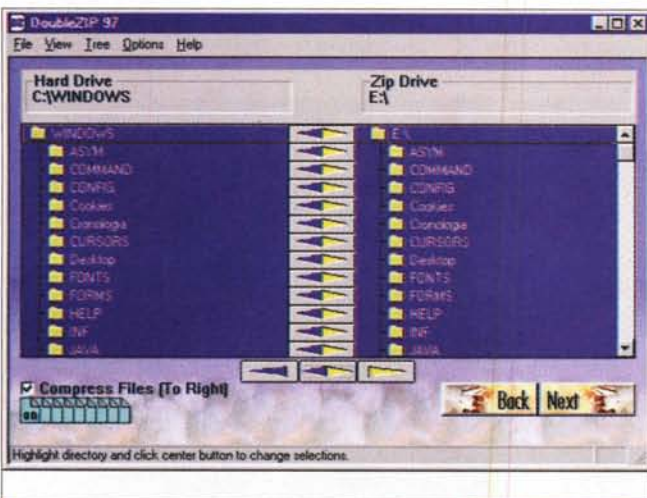 DoubleZIP 97
File View Tree Options Help
Hard Drive
C:\WINDOWS
Zip Drive
E:\
WINDOWS
ASYM
COMMAND
CONFIG
Cookies
Cronologia
CURSORS
Desktop
FONTS
FORMS
HELP
INF
JAVA
E:\
ASYM
COMMAND
CONFIG
Cookies
Cronologia
CURSORS
Desktop
FONTS
FORMS
HELP
INF
JAVA
Compress Files (To Right)
Back Next
Highlight directory and click center button to change selections.